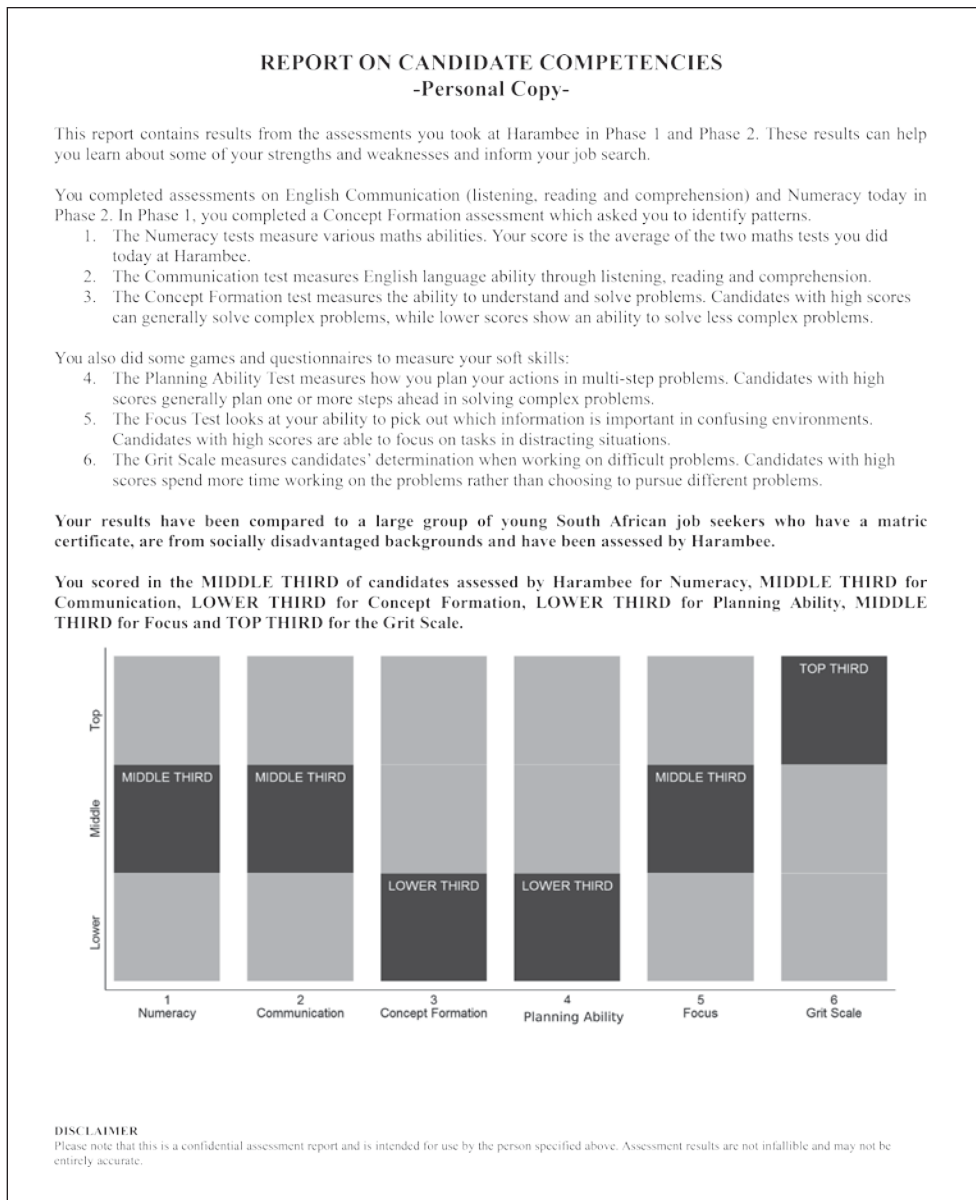 REPORT ON CANDIDATE COMPETENCIES
-Personal Copy-
This report contains results from the assessments you took at Harambee in Phase 1 and Phase 2. These results can help
you learn about some of your strengths and weaknesses and inform your job search.
You completed assessments on English Communication (listening, reading and comprehension) and Numeracy today in
Phase 2. In Phase 1, you completed a Concept Formation assessment which asked you to identify patterns.
1. The Numeracy tests measure various maths abilities. Your score is the average of the two maths tests you did
today at Harambee.
2. The Communication test measures English language ability through listening, reading and comprehension.
3. The Concept Formation test measures the ability to understand and solve problems. Candidates with high scores
can generally solve complex problems, while lower scores show an ability to solve less complex problems.
You also did some games and questionnaires to measure your soft skills:
4. The Planning Ability Test measures how you plan your actions in multi-step problems. Candidates with high
scores generally plan one or more steps ahead in solving complex problems.
5. The Focus Test looks at your ability to pick out which information is important in confusing environments.
Candidates with high scores are able to focus on tasks in distracting situations.
6. The Grit Scale measures candidates' determination when working on difficult problems. Candidates with high
scores spend more time working on the problems rather than choosing to pursue different problems.
Your results have been compared to a large group of young South African job seekers who have a matric
certificate, are from socially disadvantaged backgrounds and have been assessed by Harambee.
You scored in the MIDDLE THIRD of candidates assessed by Harambee for Numeracy, MIDDLE THIRD for
Communication, LOWER THIRD for Concept Formation, LOWER THIRD for Planning Ability, MIDDLE
THIRD for Focus and TOP THIRD for the Grit Scale.
Top
TOP THIRD
Middle
MIDDLE THIRD
MIDDLE THIRD
MIDDLE THIRD
Lower
LOWER THIRD
LOWER THIRD
1 2 3 4 5 6
Numeracy Communication Concept Formation Planning Ability Focus Grit Scale
DISCLAIMER
Please note that this is a confidential assessment report and is intended for use by the person specified above. Assessment results are not infallible and may not be
entirely accurate.